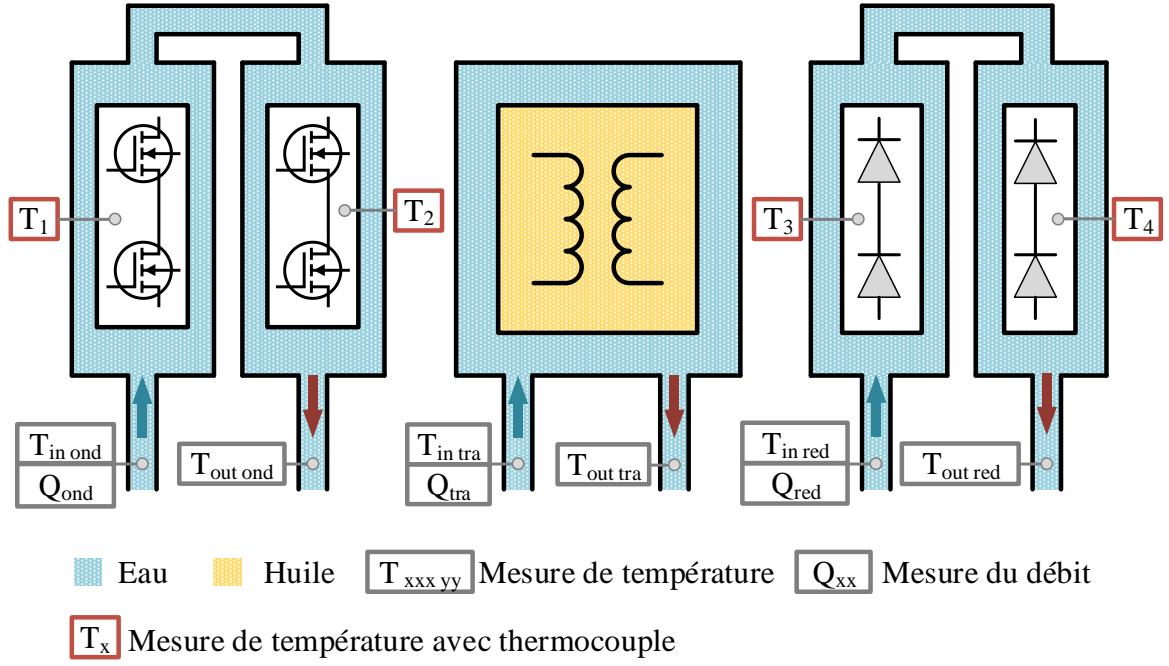 T1
T2
T3
T4
Tin ond
Qond
Tout ond
Tin tra
Qtra
Tout tra
Tin red
Qred
Tout red
Eau
Huile
T xxx yy Mesure de température
Qxx Mesure du débit
Tx Mesure de température avec thermocouple